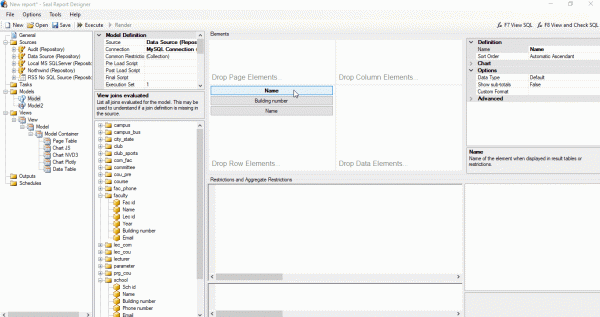 New report* - Seal Report Designer
File Options Tools Help
New Open Save Execute Render
F7 View SQL F8 View and Check SQL
General
Sources
Audit (Repository)
Data Source (Repository)
Local MS SQLServer (Repository)
Northwind (Repository)
RSS No SQL Source (Repository)
Tasks
Models
Model
Model2
Views
View
Model
Model Container
Page Table
Chart JS
Chart NVD3
Chart Plotly
Data Table
Outputs
Schedules
Model Definition
Source Data Source (Repos
Connection MySQL Connection
Common Restrictio (Collection)
Pre Load Script
Post Load Script
Final Script
Execution Set 1
View joins evaluated
List all joins evaluated for the model. This may be
used to understand if a join definition is missing in
the source.
campus
campus_bus
city_state
club
club_sports
com_fac
committee
cou_pre
course
fac_phone
faculty
Fac id
Name
Lec id
Year
Building number
Email
lec_com
lec_cou
lecturer
parameter
prg_cou
school
Sch id
Name
Building number
Phone number
Email
Elements
Drop Page Elements...
Drop Column Elements...
Name
Building number
Name
Drop Row Elements...
Drop Data Elements...
Restrictions and Aggregate Restrictions
Definition
Name Name
Sort Order Automatic Ascendant
Chart
Options
Data Type Default
Show sub-totals False
Custom Format
Advanced
Name
Name of the element when displayed in result tables or
restrictions.